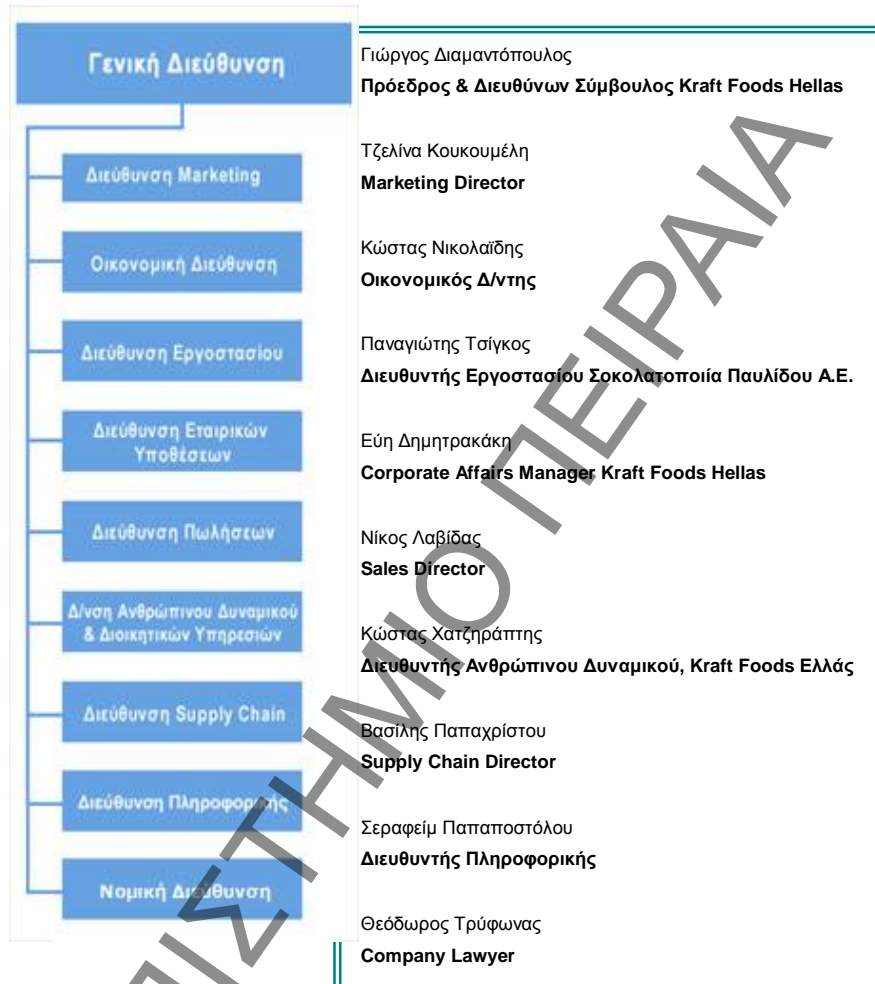 Γενική Διεύθυνση
Γιώργος Διαμαντόπουλος
Πρόεδρος & Διευθύνων Σύμβουλος Kraft Foods Hellas
Διεύθυνση Marketing
Τζελίνα Κουκουμέλη
Marketing Director
Οικονομική Διεύθυνση
Κώστας Νικολαϊδης
Οικονομικός Δ/ντης
Διεύθυνση Εργοστασίου
Παναγιώτης Τσίγκος
Διευθυντής Εργοστασίου Σοκολατοποιία Παυλίδου Α.Ε.
Διεύθυνση Εταιρικών
Υποθέσεων
Εύη Δημητρακάκη
Corporate Affairs Manager Kraft Foods Hellas
Διεύθυνση Πωλήσεων
Νίκος Λαβίδας
Sales Director
Δ/νση Ανθρώπινου Δυναμικού
& Διοικητικών Υπηρεσιών
Κώστας Χατζηράπτης
Διευθυντής Ανθρώπινου Δυναμικού, Kraft Foods Ελλάς
Διεύθυνση Supply Chain
Βασίλης Παπαχρίστου
Supply Chain Director
Διεύθυνση Πληροφορικής
Σεραφείμ Παπαποστόλου
Διευθυντής Πληροφορικής
Νομική Διεύθυνση
Θεόδωρος Τρύφωνας
Company Lawyer
ΠΙΣΤΗΜΙΟ ΠΕΙΡΑΙΑ